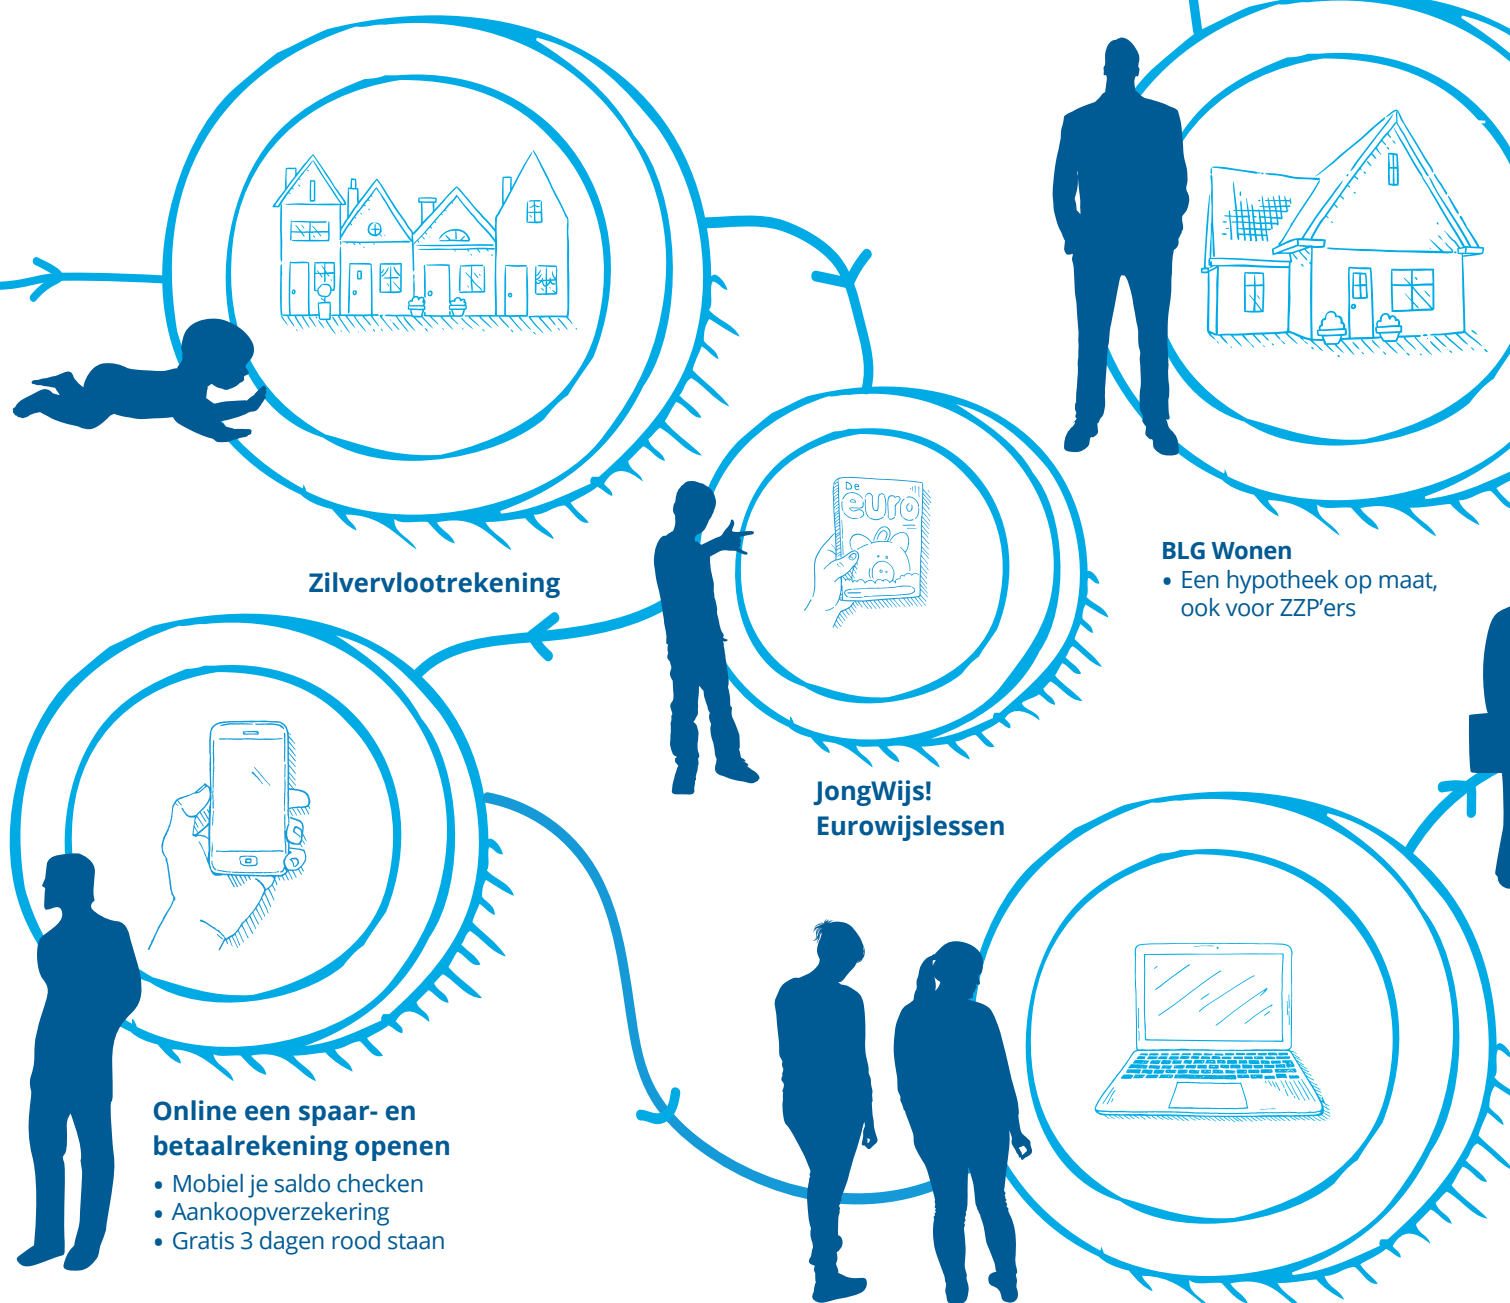 De
euro
Zilvervlootrekening
BLG Wonen
• Een hypotheek op maat,
ook voor ZZP’ers
JongWijs!
Eurowijslessen
Online een spaar- en
betaalrekening openen
• Mobiel je saldo checken
• Aankoopverzekering
• Gratis 3 dagen rood staan